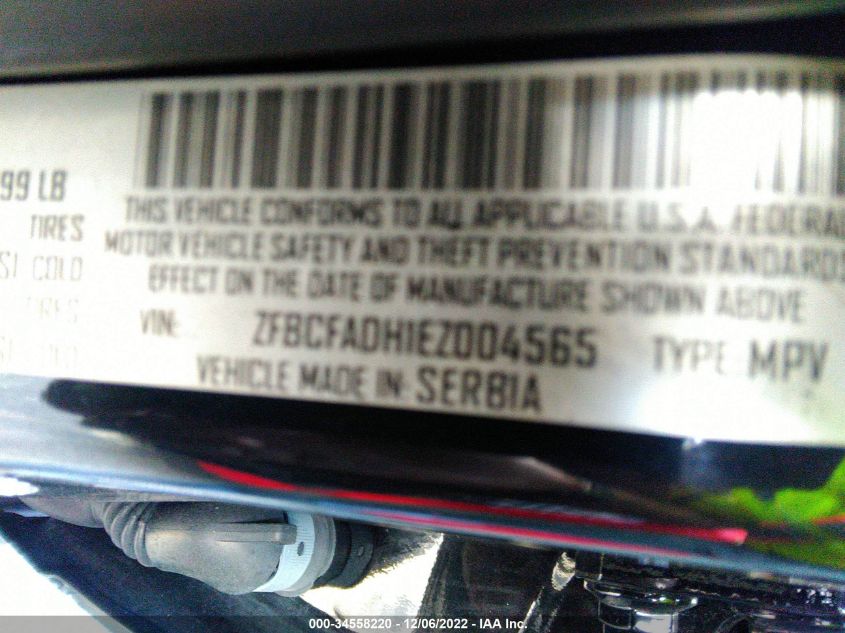 99 LB
TIRES
SI COLD
TIRES
THIS VEHICLE CONFORMS TO ALL APPLICABLE U.S.A. FEDERAL
MOTOR VEHICLE SAFETY AND THEFT PREVENTION STANDARDS
EFFECT ON THE DATE OF MANUFACTURE SHOWN ABOVE
VIN: ZFBCFADH1EZ004565 TYPE: MPV
VEHICLE MADE IN: SERBIA
000-34558220 - 12/06/2022 - IAA Inc.